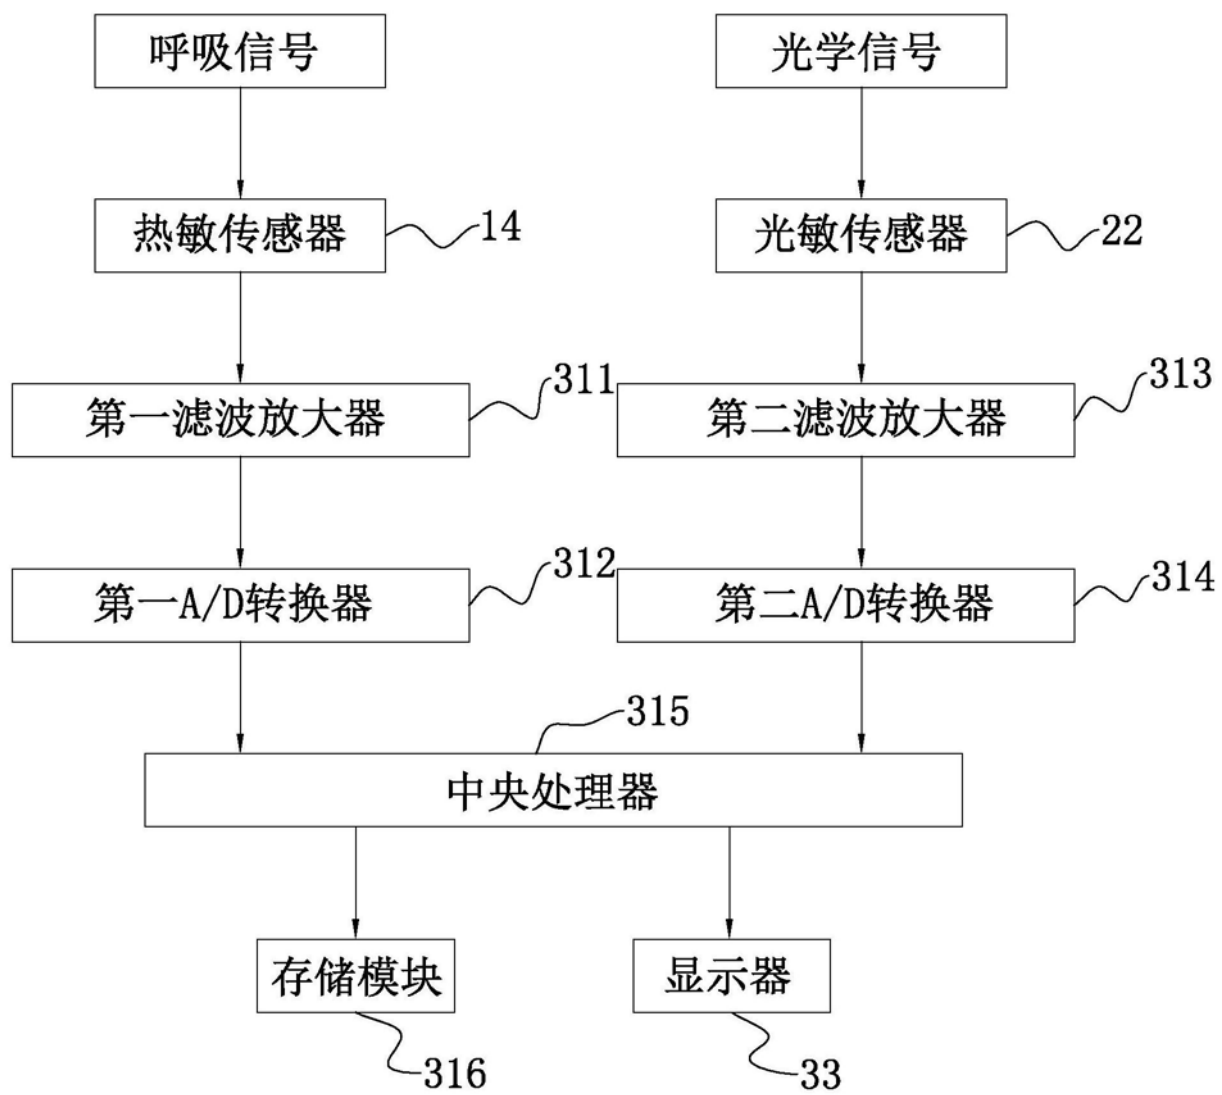 呼吸信号
光学信号
热敏传感器
14
光敏传感器
22
第一滤波放大器
311
第二滤波放大器
313
第一A/D转换器
312
第二A/D转换器
314
315
中央处理器
存储模块
显示器
316
33